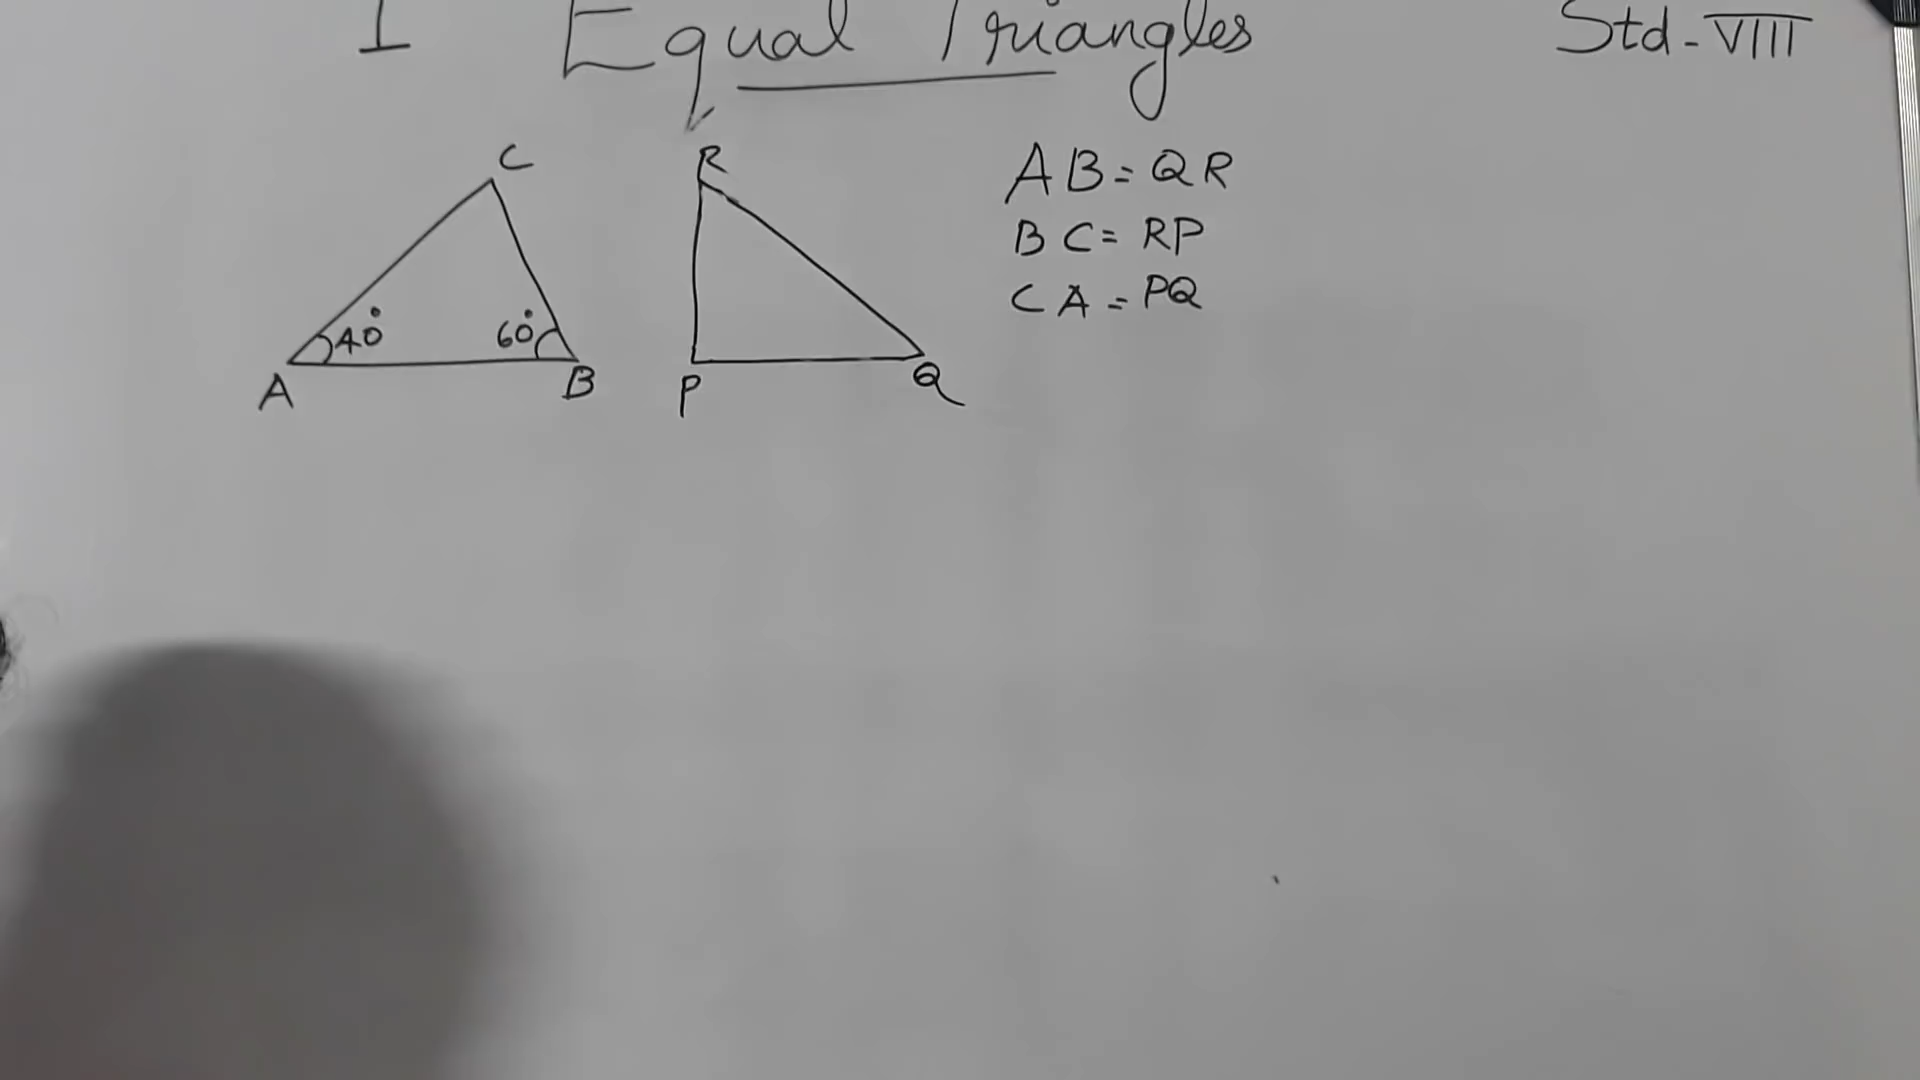 I Equal Triangles Std - VIII
C
R
AB = QR
BC = RP
CA = PQ
40° 60°
A B P Q